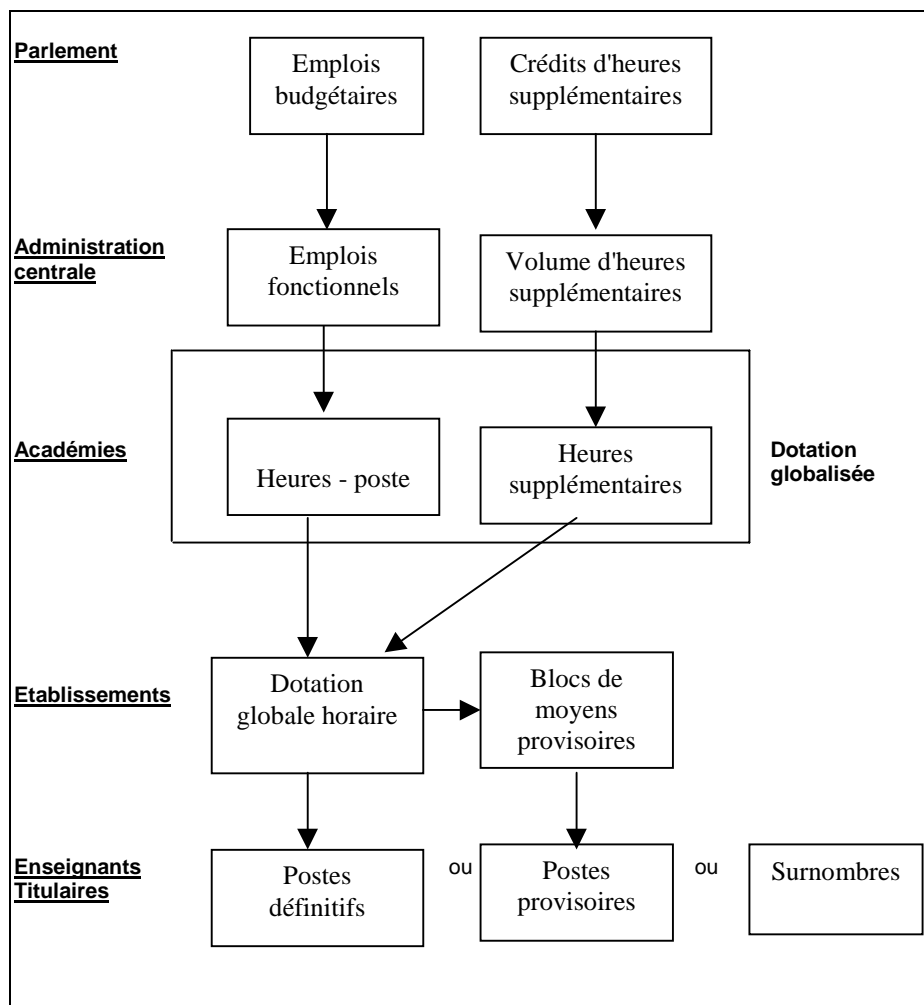 Parlement
Emplois
budgétaires
Crédits d'heures
supplémentaires
Administration
centrale
Emplois
fonctionnels
Volume d'heures
supplémentaires
Académies
Heures - poste
Heures
supplémentaires
Dotation
globalisée
Etablissements
Dotation
globale horaire
Blocs de
moyens
provisoires
Enseignants
Titulaires
Postes
définitifs
ou
Postes
provisoires
ou
Surnombres